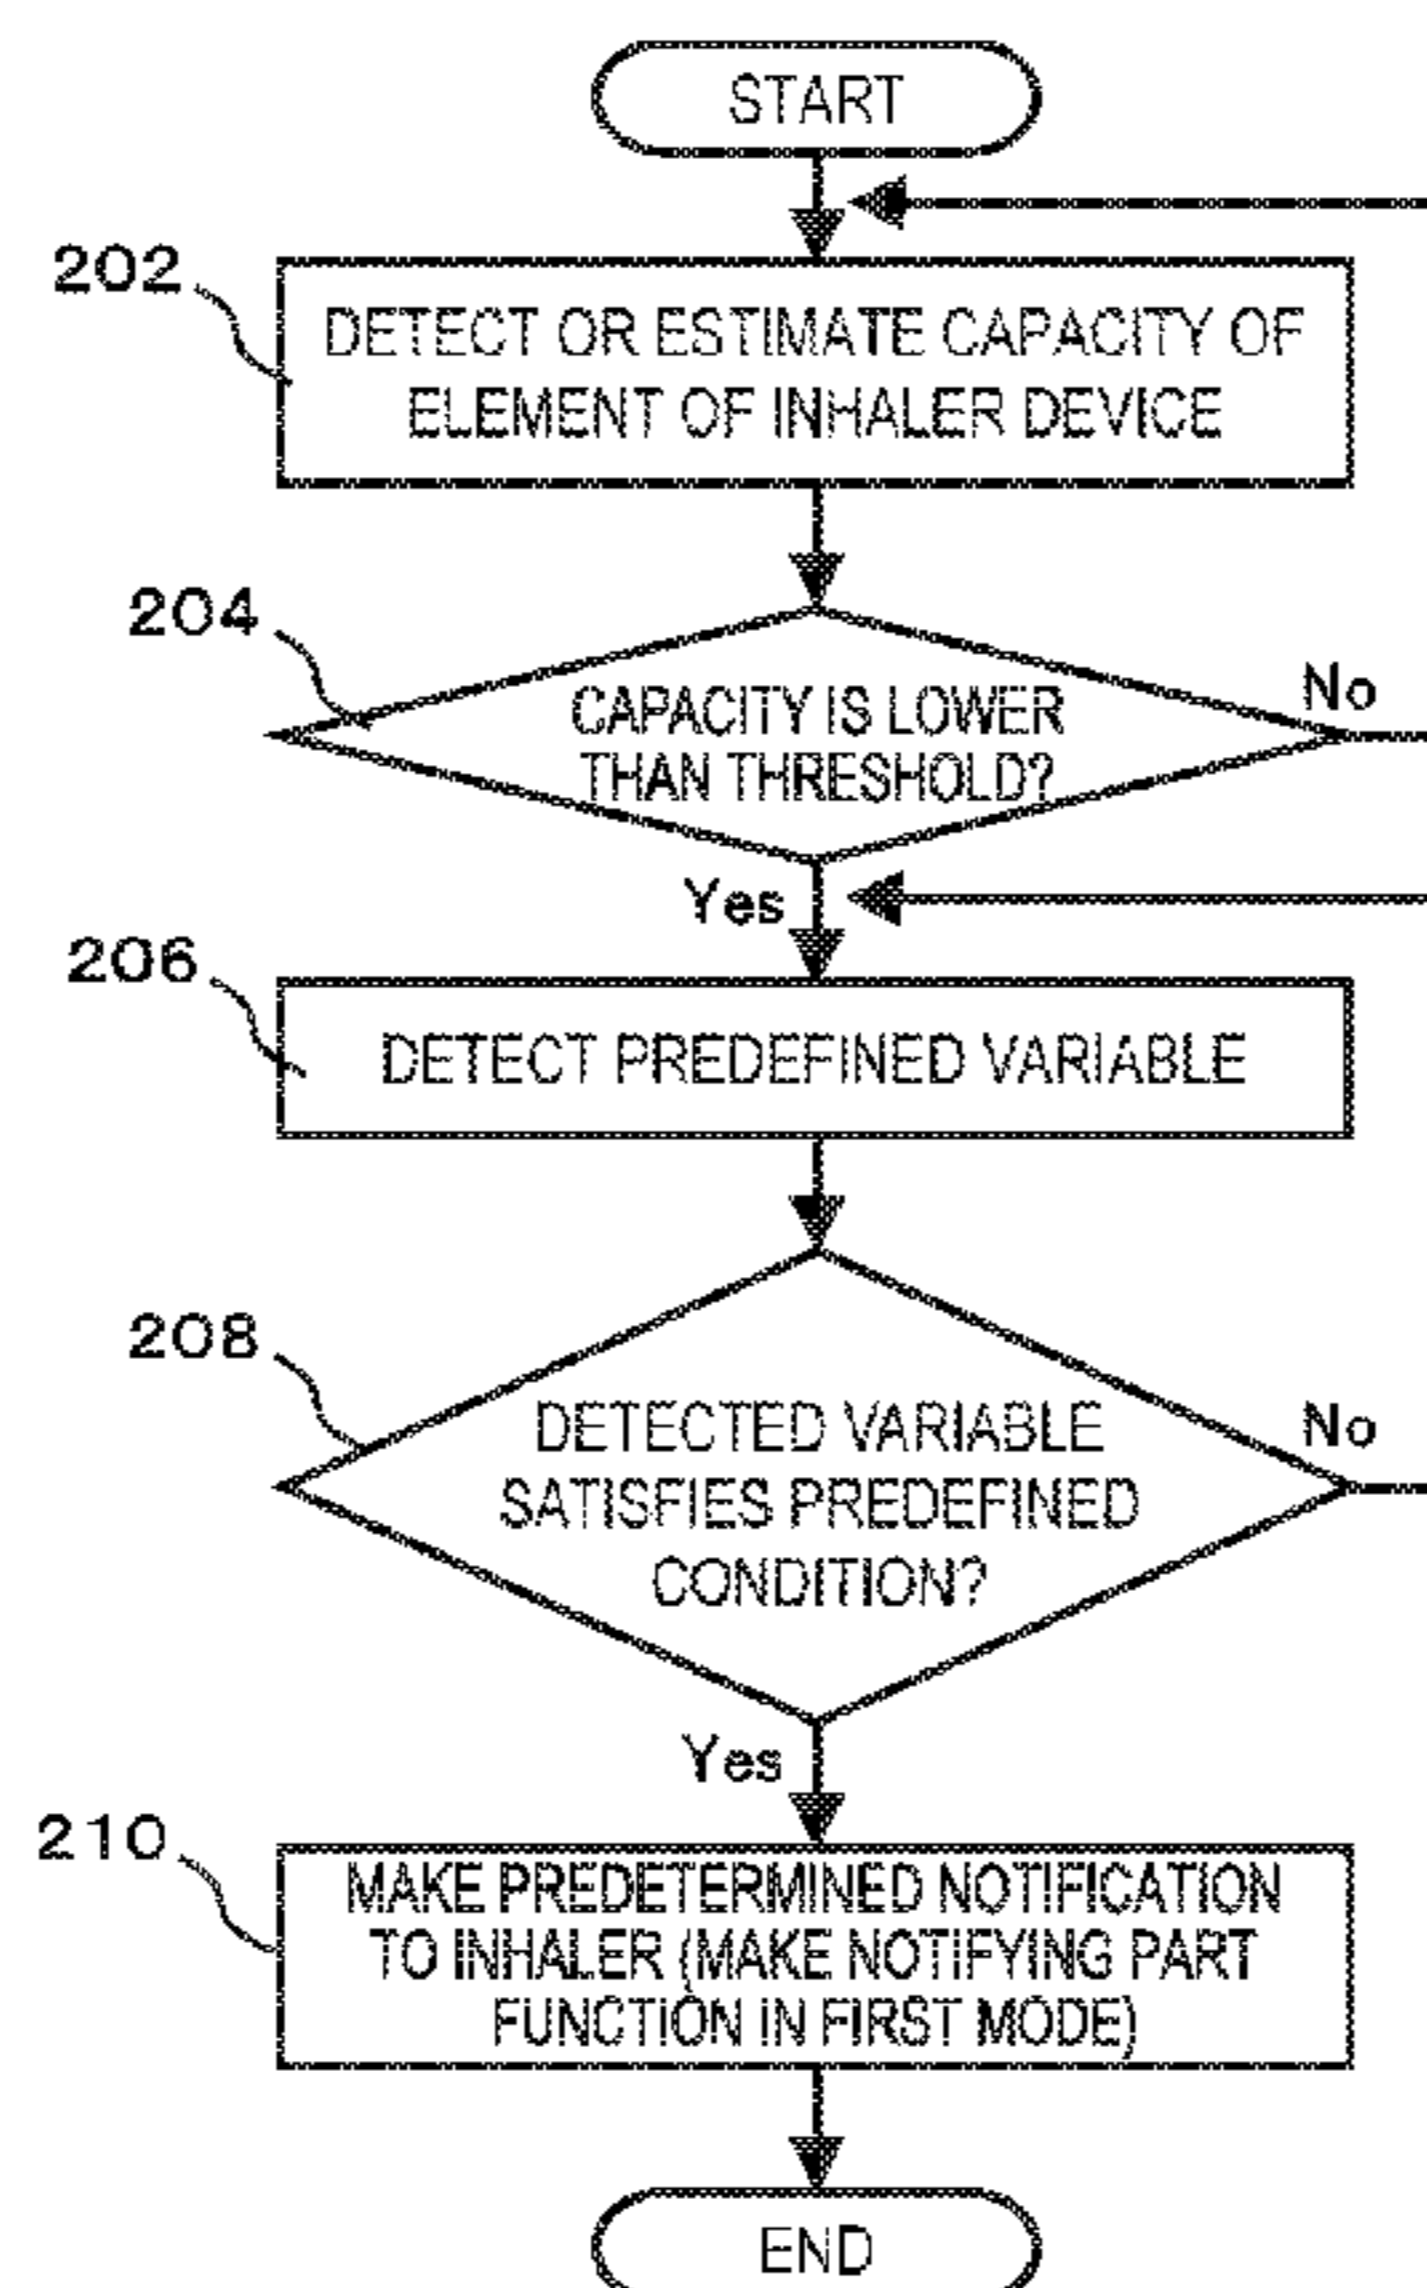 START
202
DETECT OR ESTIMATE CAPACITY OF
ELEMENT OF INHALER DEVICE
204
CAPACITY IS LOWER
THAN THRESHOLD?
No
Yes
206
DETECT PREDEFINED VARIABLE
208
DETECTED VARIABLE
SATISFIES PREDEFINED
CONDITION?
No
Yes
210
MAKE PREDETERMINED NOTIFICATION
TO INHALER (MAKE NOTIFYING PART
FUNCTION IN FIRST MODE)
END